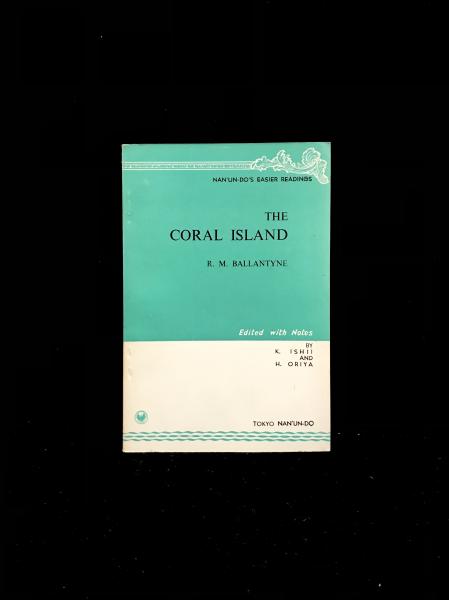 NAN'UN-DO'S EASIER READINGS
THE
CORAL ISLAND
R. M. BALLANTYNE
Edited with Notes
BY
K. ISHII
AND
H. ORIYA
TOKYO NAN'UN-DO